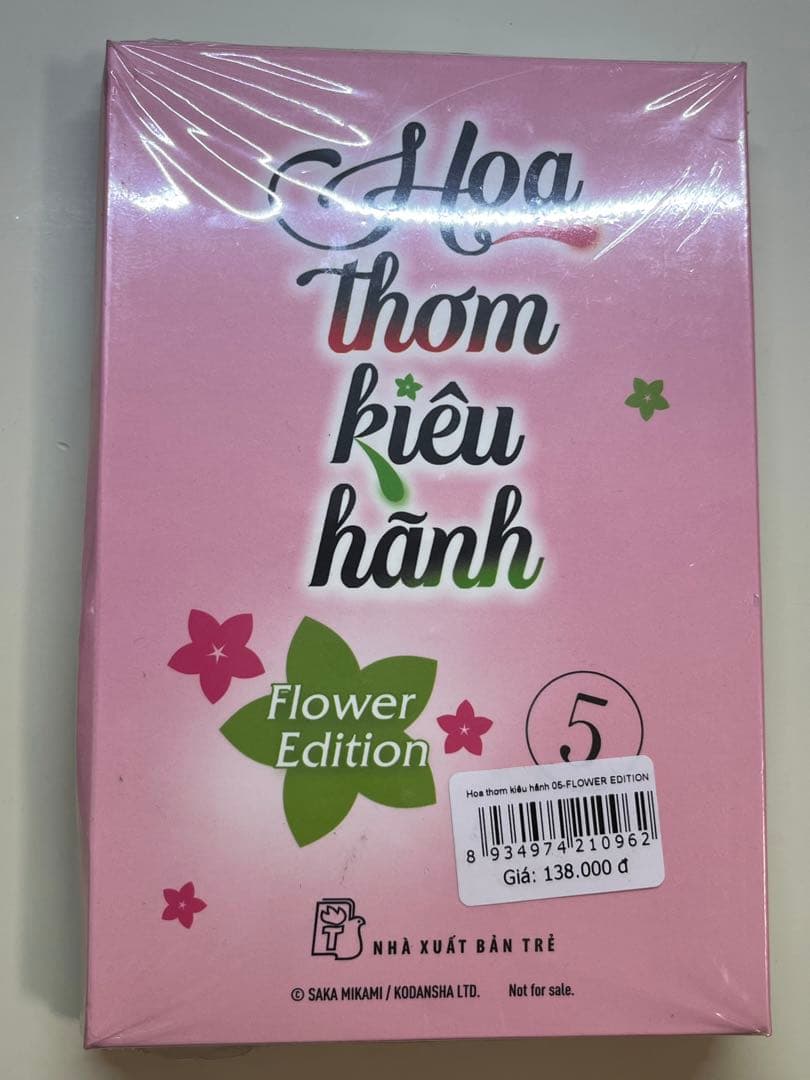 Hoa
thơm
kiêu
hãnh
Flower
Edition
5
Hoa thơm kiêu hãnh 05-FLOWER EDITION
8 934974 210962
Giá: 138.000 đ
T
NHÀ XUẤT BẢN TRẺ
© SAKA MIKAMI / KODANSHA LTD. Not for sale.